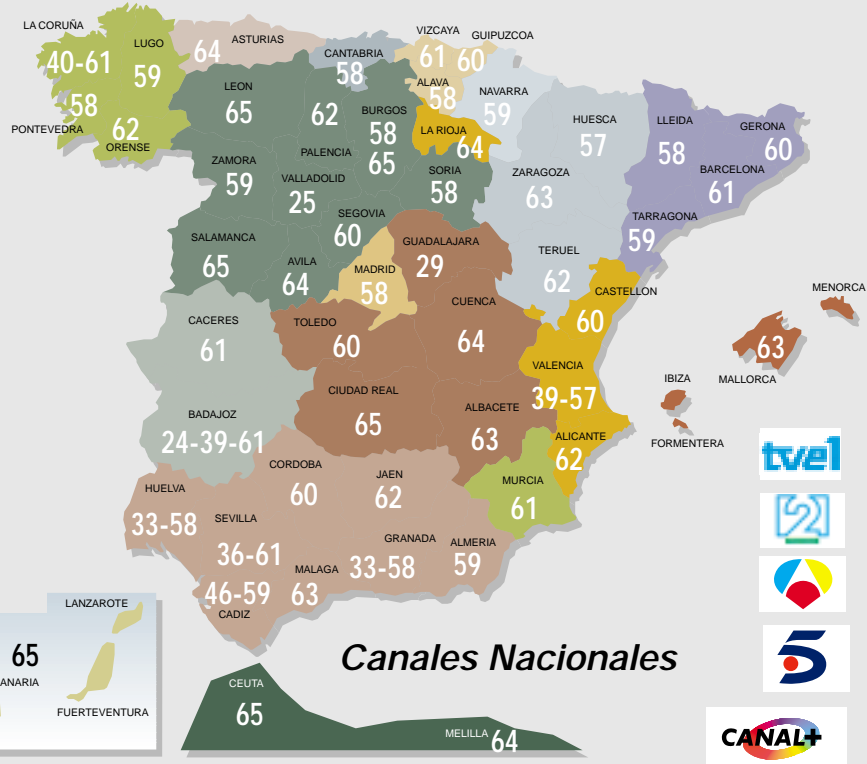 LA CORUÑA
40-61
LUGO
59
58
PONTEVEDRA
62
ORENSE
ASTURIAS
64
CANTABRIA
58
VIZCAYA
61
GUIPUZCOA
60
ALAVA
58
NAVARRA
59
LA RIOJA
64
LEON
65
62
PALENCIA
BURGOS
58
65
ZAMORA
59
VALLADOLID
25
SORIA
58
SEGOVIA
60
SALAMANCA
65
AVILA
64
HUESCA
57
ZARAGOZA
63
TERUEL
62
LLEIDA
58
GERONA
60
BARCELONA
61
TARRAGONA
59
MADRID
58
GUADALAJARA
29
CUENCA
64
TOLEDO
60
CIUDAD REAL
65
ALBACETE
63
CASTELLON
60
VALENCIA
39-57
ALICANTE
62
MENORCA
63
MALLORCA
IBIZA
FORMENTERA
CACERES
61
BADAJOZ
24-39-61
MURCIA
61
HUELVA
33-58
SEVILLA
36-61
CORDOBA
60
JAEN
62
GRANADA
33-58
ALMERIA
59
MALAGA
63
46-59
CADIZ
LANZAROTE
65
ANARIA
FUERTEVENTURA
CEUTA
65
MELILLA
64
Canales Nacionales
tve1
2
5
CANAL+